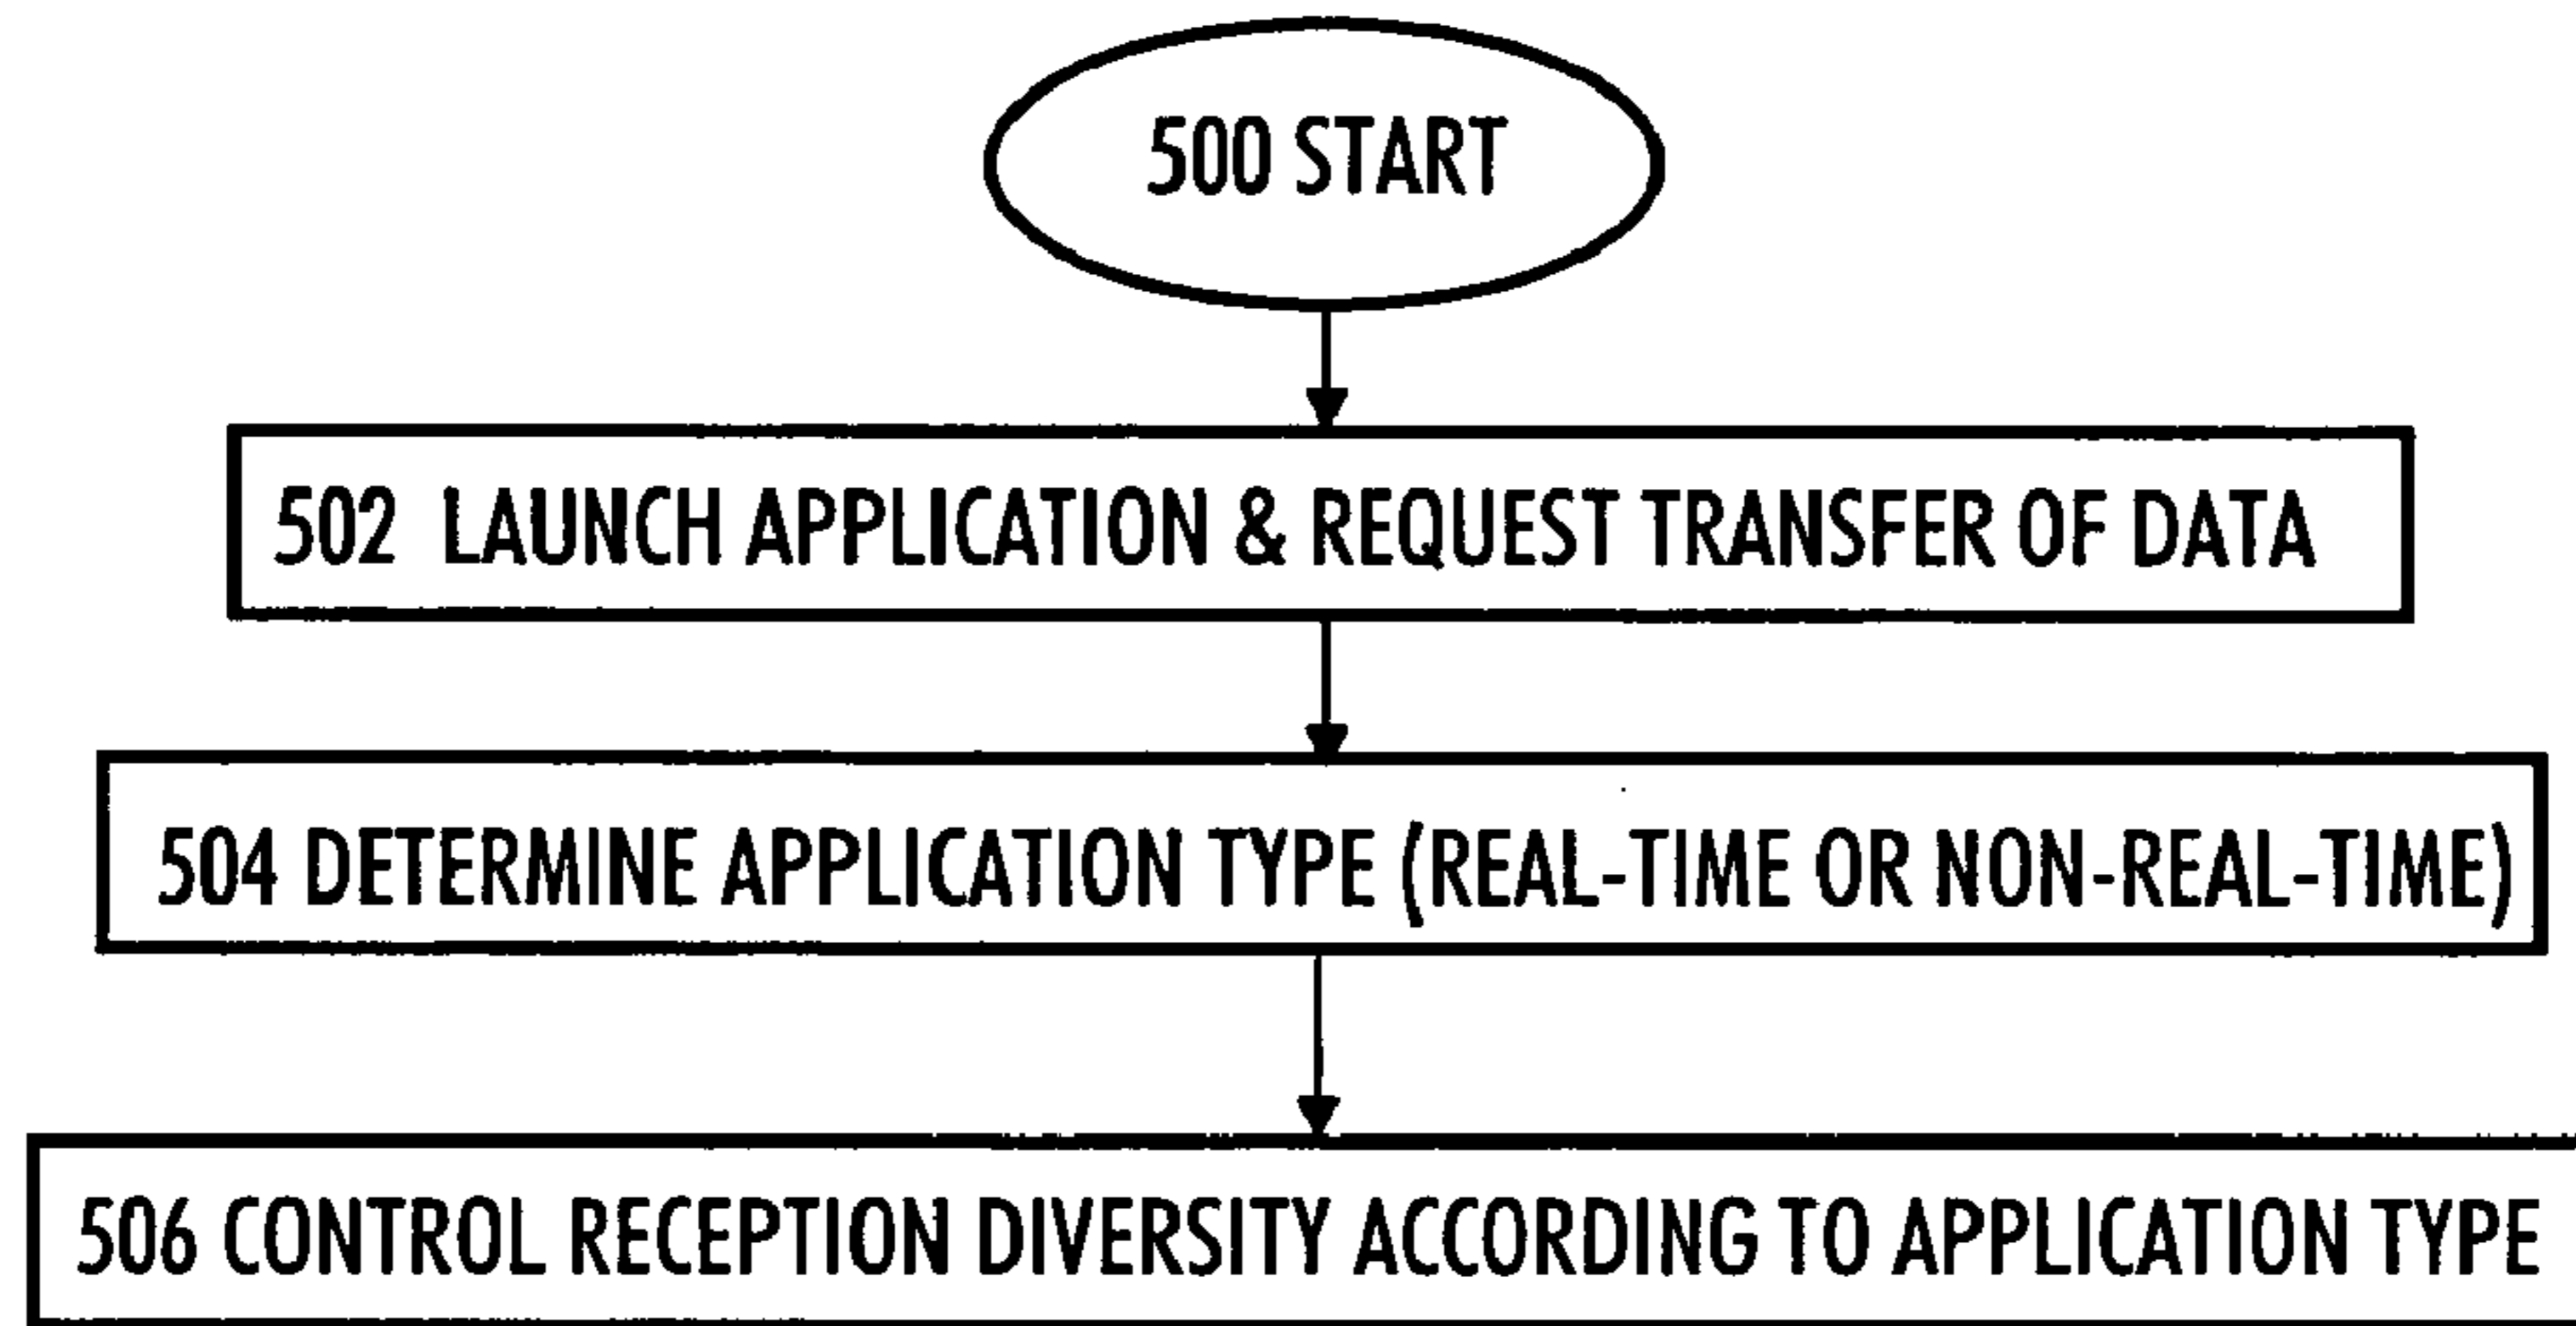 500 START
502 LAUNCH APPLICATION & REQUEST TRANSFER OF DATA
504 DETERMINE APPLICATION TYPE (REAL-TIME OR NON-REAL-TIME)
506 CONTROL RECEPTION DIVERSITY ACCORDING TO APPLICATION TYPE